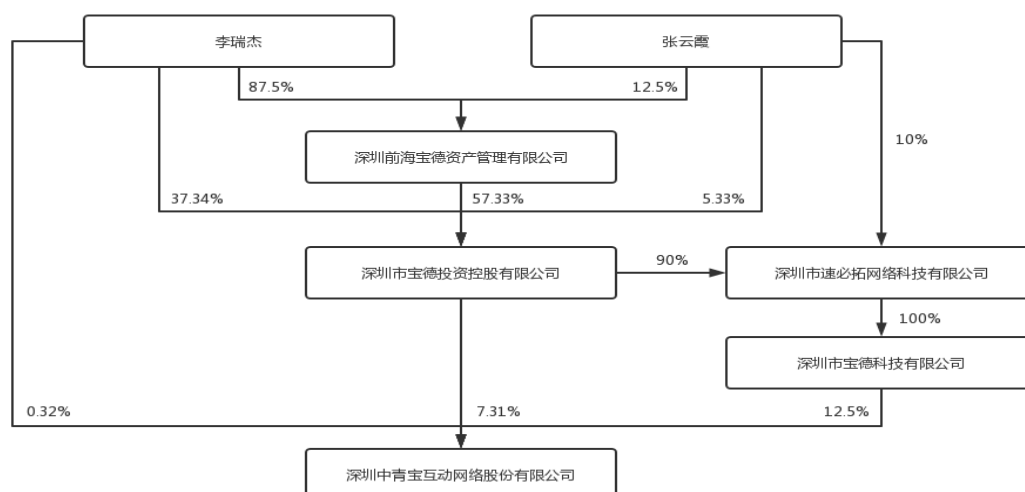 李瑞杰
张云霞
87.5%
12.5%
深圳前海宝德资产管理有限公司
10%
37.34%
57.33%
5.33%
深圳市宝德投资控股有限公司
90%
深圳市速必拓网络科技有限公司
100%
深圳市宝德科技有限公司
0.32%
7.31%
12.5%
深圳中青宝互动网络股份有限公司